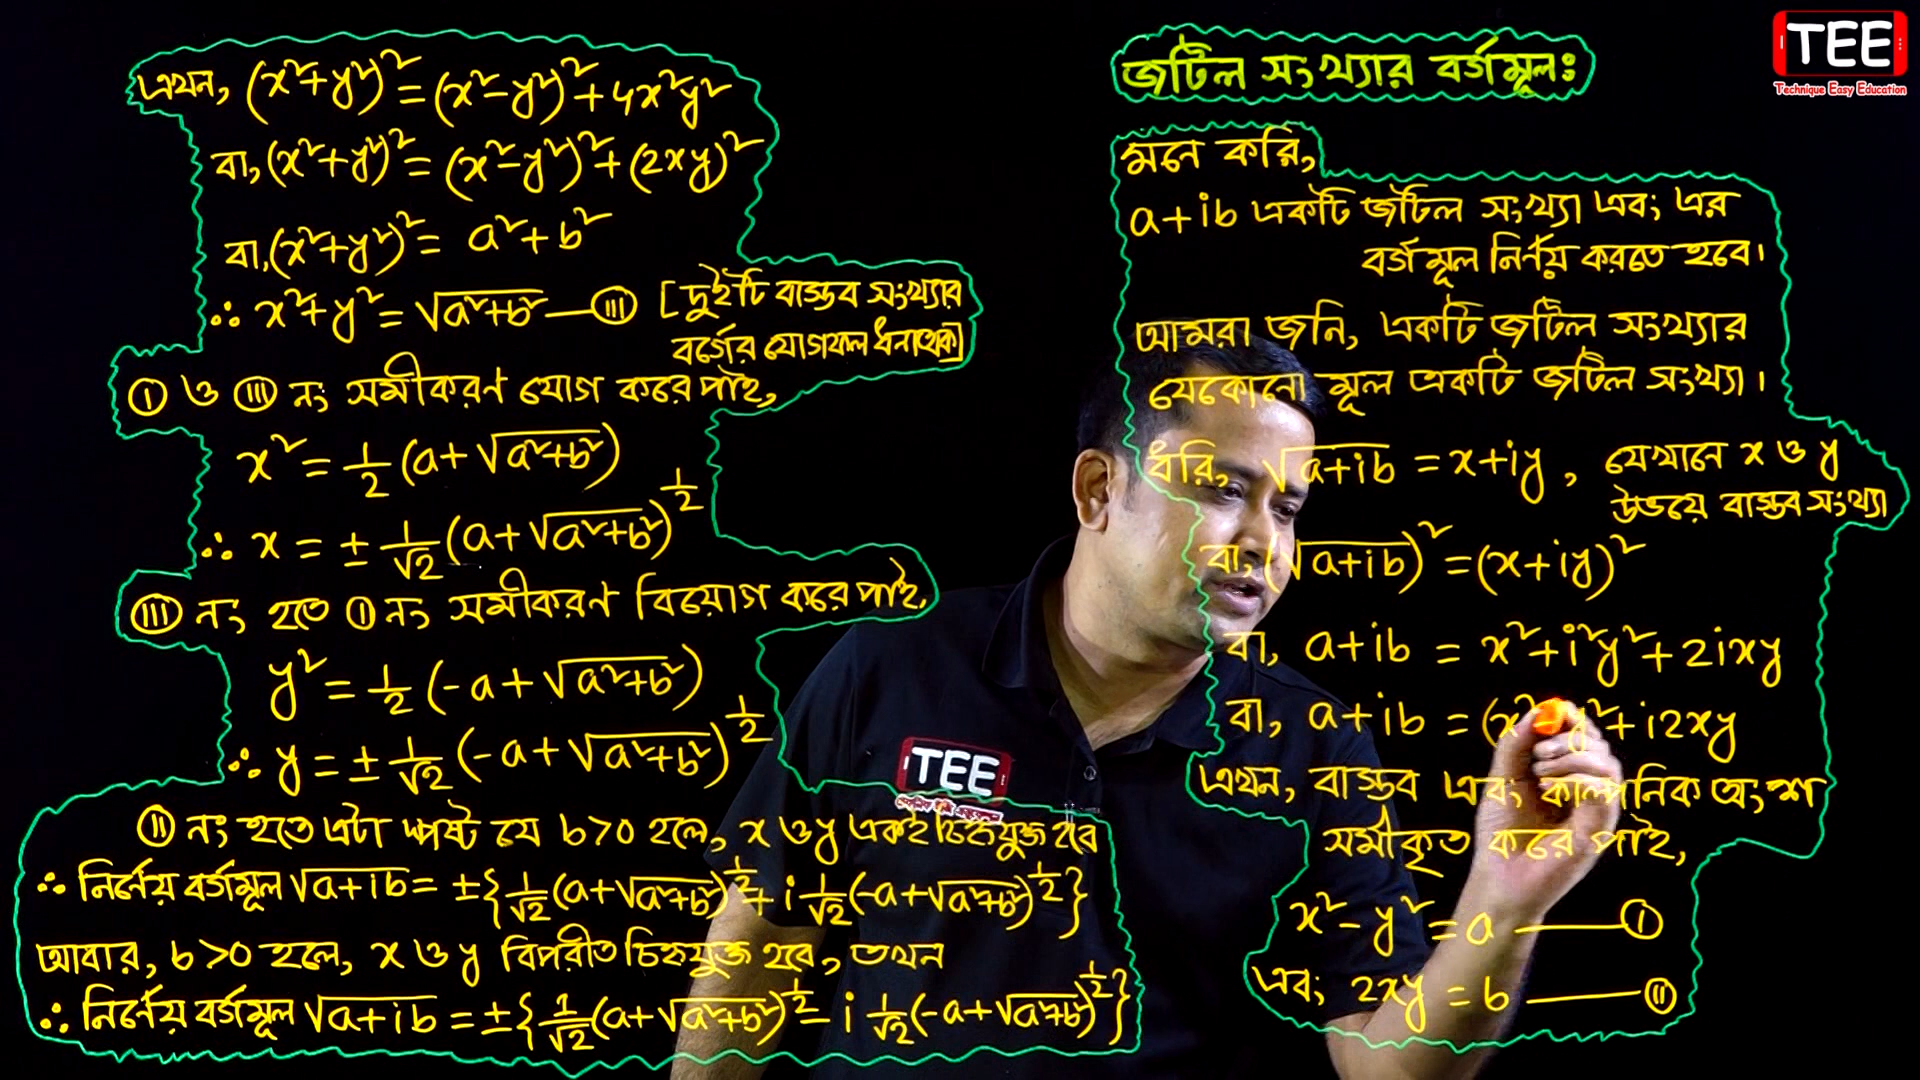 TEE
Technique Easy Education
জটিল সংখ্যার বর্গমূলঃ
মনে করি,
a+ib একটি জটিল সংখ্যা এবং এর
বর্গমূল নির্ণয় করতে হবে।
আমরা জানি, একটি জটিল সংখ্যার
যেকোনো মূল একটি জটিল সংখ্যা।
ধরি, √(a+ib) = x+iy, যেখানে x ও y
উভয়ে বাস্তব সংখ্যা
বা, (√(a+ib))² = (x+iy)²
বা, a+ib = x²+i²y²+2ixy
বা, a+ib = (x²-y²+i2xy
এখন, বাস্তব এবং কাল্পনিক অংশ
সমীকৃত করে পাই,
x²-y² = a — (I)
এবং 2xy = b — (II)
এখন, (x²+y²)² = (x²-y²)²+4x²y²
বা, (x²+y²)² = (x²-y²)²+(2xy)²
বা, (x²+y²)² = a²+b²
∴ x²+y² = √(a²+b²) — (III) [দুইটি বাস্তব সংখ্যার
বর্গের যোগফল ধনাত্মক]
(I) ও (III) নং সমীকরণ যোগ করে পাই,
x² = 1/2 (a+√(a²+b²))
∴ x = ± 1/√2 (a+√(a²+b²))^1/2
(III) নং হতে (I) নং সমীকরণ বিয়োগ করে পাই,
y² = 1/2 (-a+√(a²+b²))
∴ y = ± 1/√2 (-a+√(a²+b²))^1/2
TEE
(II) নং হতে এটা স্পষ্ট যে b>0 হলে, x ও y একই চিহ্নযুক্ত হবে
∴ নির্ণেয় বর্গমূল √(a+ib) = ±{1/√2 (a+√(a²+b²))^1/2 + i 1/√2 (-a+√(a²+b²))^1/2}
আবার, b>0 হলে, x ও y বিপরীত চিহ্নযুক্ত হবে, তখন
∴ নির্ণেয় বর্গমূল √(a+ib) = ±{1/√2 (a+√(a²+b²))^1/2 - i 1/√2 (-a+√(a²+b²))^1/2}